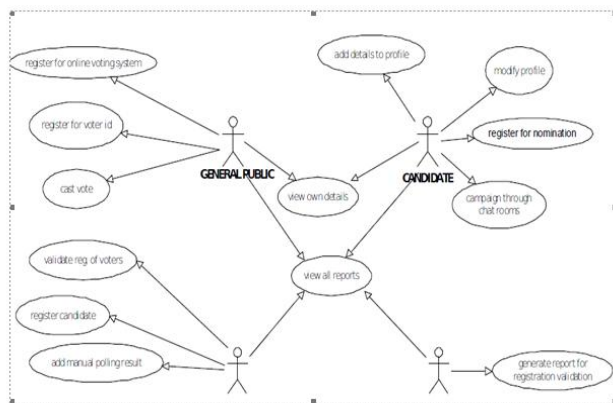 register for online voting system
add details to profile
modify profile
register for voter id
register for nomination
GENERAL PUBLIC
CANDIDATE
cast vote
view own details
campaign through
chat rooms
validate reg. of voters
view all reports
register candidate
add manual polling result
generate report for
registration validation